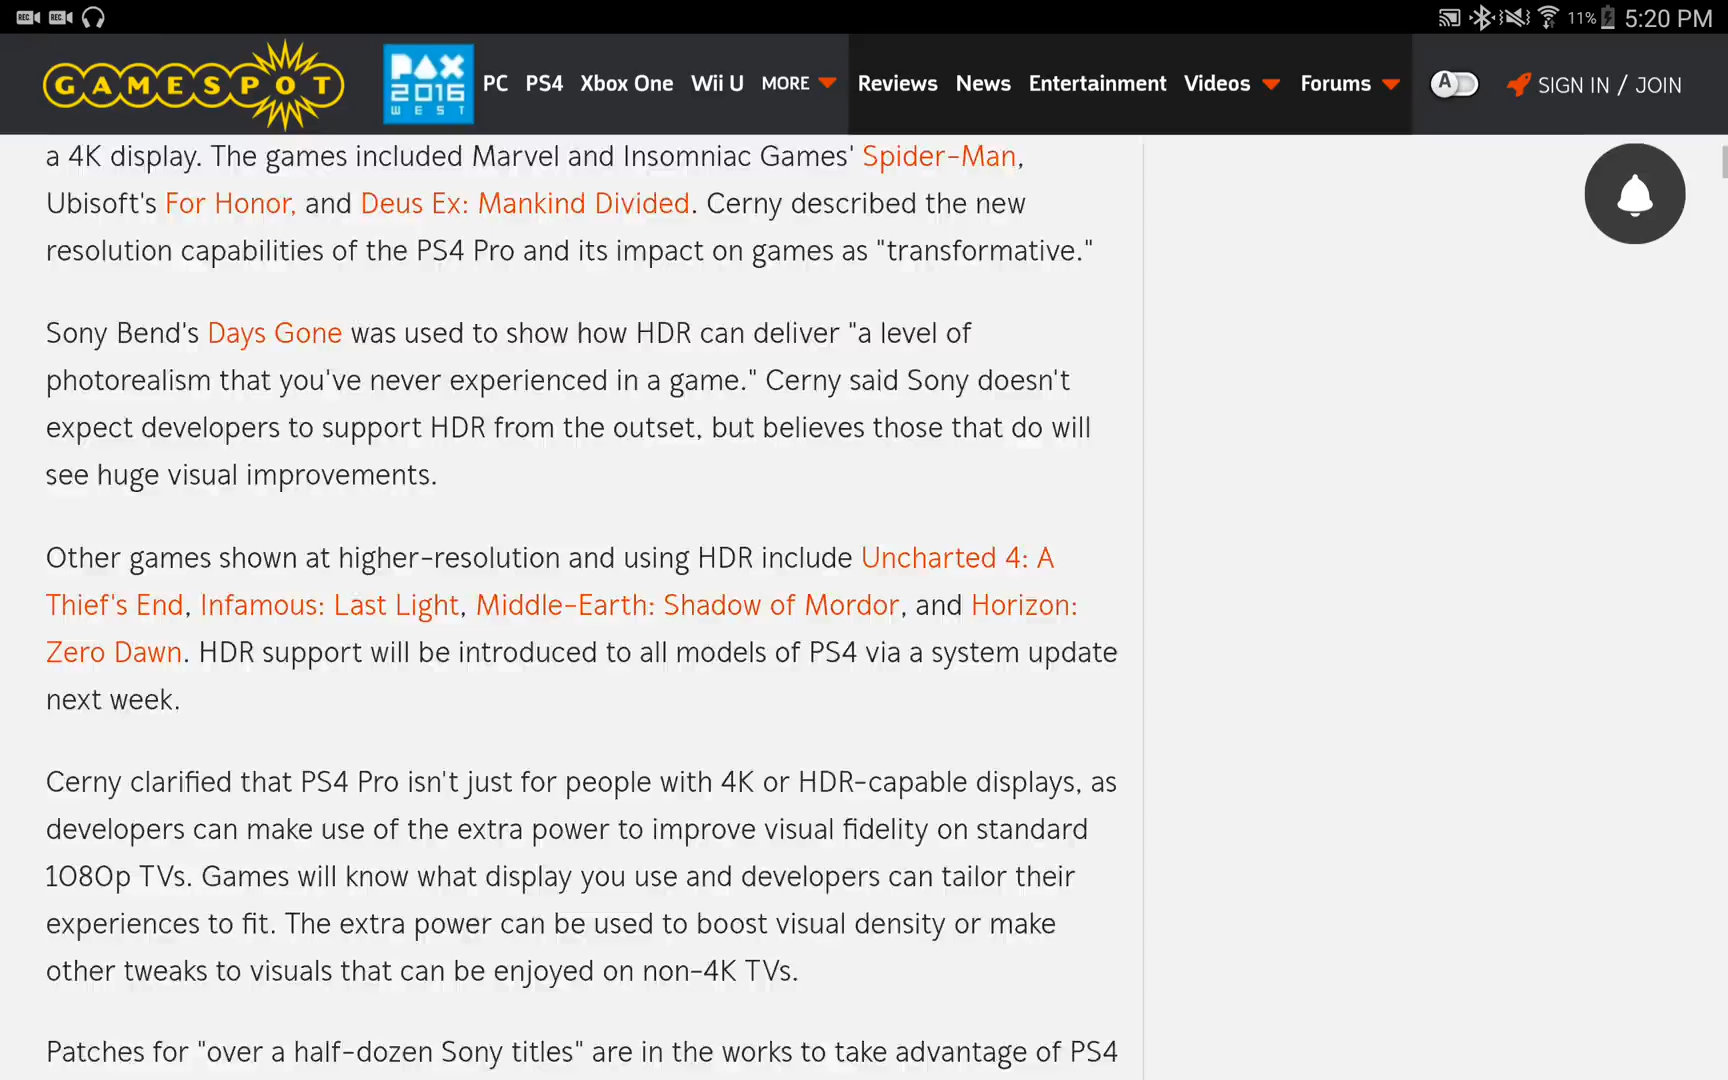 REC REC 11% 5:20 PM
GAMESPOT PAX 2016 WEST PC PS4 Xbox One Wii U MORE Reviews News Entertainment Videos Forums A SIGN IN / JOIN
a 4K display. The games included Marvel and Insomniac Games' Spider-Man,
Ubisoft's For Honor, and Deus Ex: Mankind Divided. Cerny described the new
resolution capabilities of the PS4 Pro and its impact on games as "transformative."
Sony Bend's Days Gone was used to show how HDR can deliver "a level of
photorealism that you've never experienced in a game." Cerny said Sony doesn't
expect developers to support HDR from the outset, but believes those that do will
see huge visual improvements.
Other games shown at higher-resolution and using HDR include Uncharted 4: A
Thief's End, Infamous: Last Light, Middle-Earth: Shadow of Mordor, and Horizon:
Zero Dawn. HDR support will be introduced to all models of PS4 via a system update
next week.
Cerny clarified that PS4 Pro isn't just for people with 4K or HDR-capable displays, as
developers can make use of the extra power to improve visual fidelity on standard
1080p TVs. Games will know what display you use and developers can tailor their
experiences to fit. The extra power can be used to boost visual density or make
other tweaks to visuals that can be enjoyed on non-4K TVs.
Patches for "over a half-dozen Sony titles" are in the works to take advantage of PS4